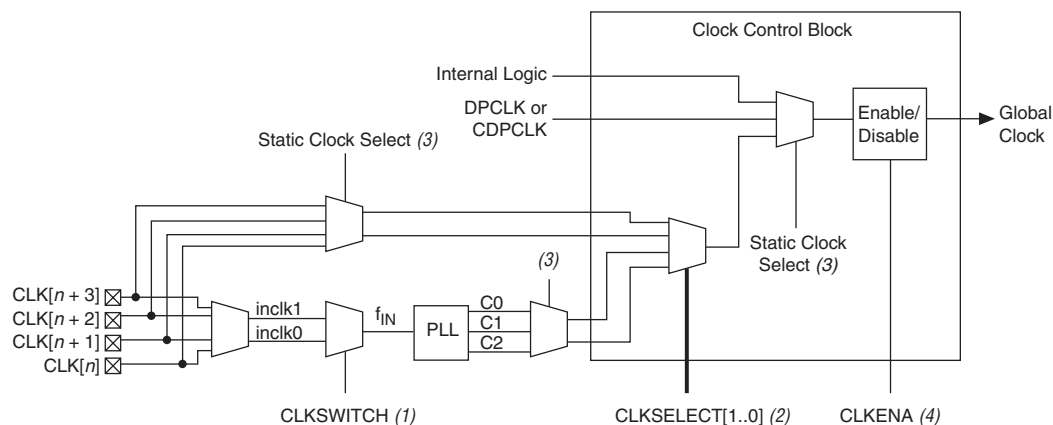 Clock Control Block
Internal Logic
DPCLK or
CDPCLK
Enable/
Disable
Global
Clock
Static Clock Select (3)
Static Clock
Select (3)
(3)
CLK[n + 3]
CLK[n + 2]
CLK[n + 1]
CLK[n]
inclk1
inclk0
fIN
PLL
C0
C1
C2
CLKSWITCH (1)
CLKSELECT[1..0] (2)
CLKENA (4)